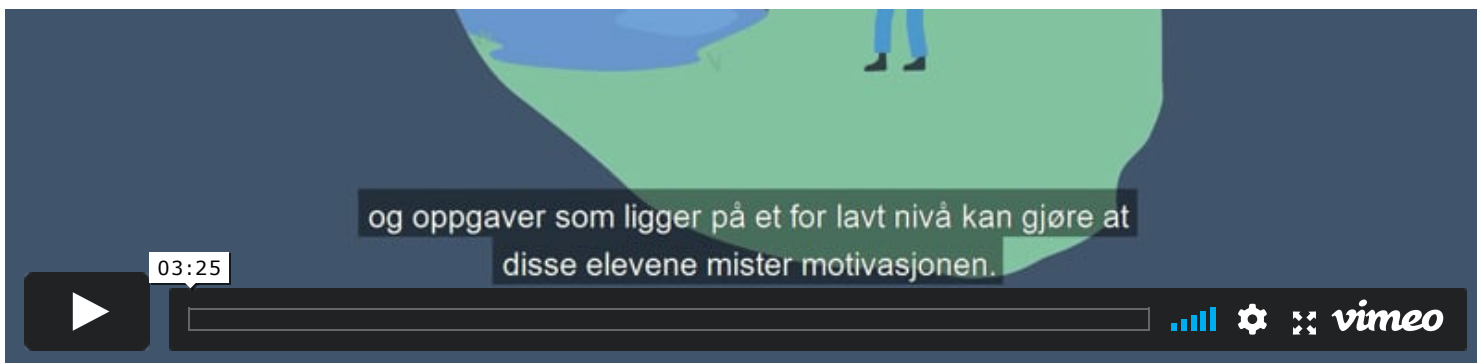 og oppgaver som ligger på et for lavt nivå kan gjøre at
disse elevene mister motivasjonen.
03:25
vimeo